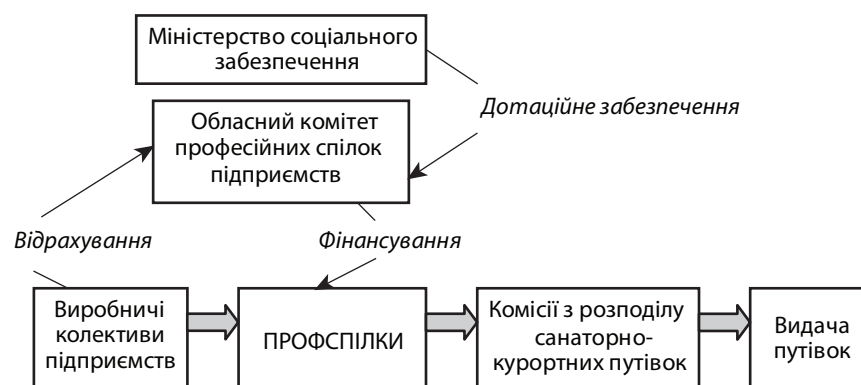 Міністерство соціального
забезпечення
Дотаційне забезпечення
Обласний комітет
професійних спілок
підприємств
Відрахування
Фінансування
Виробничі
колективи
підприємств
ПРОФСПІЛКИ
Комісії з розподілу
санаторно-
курортних путівок
Видача
путівок